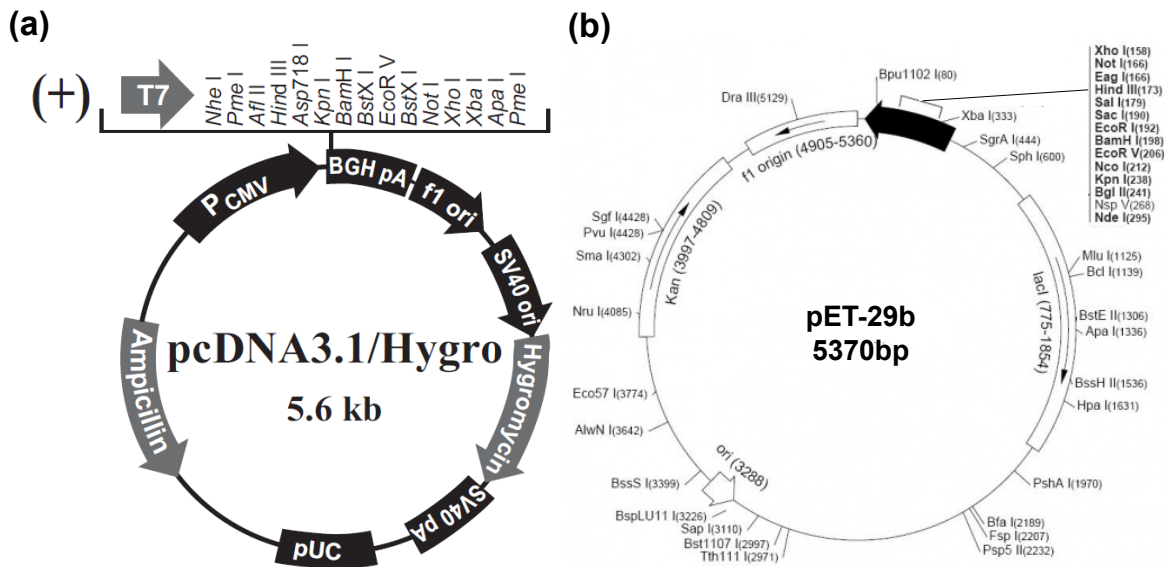 (a)
(+)
T7
Nhe I
Pme I
Afl II
Hind III
Asp718 I
Kpn I
BamH I
BstX I
EcoR V
BstX I
Not I
Xho I
Xba I
Apa I
Pme I
P CMV
BGH pA
f1 ori
SV40 ori
Hygromycin
SV40 pA
pUC
Ampicillin
pcDNA3.1/Hygro
5.6 kb
(b)
Xho I(158)
Not I(166)
Eag I(166)
Hind III(173)
Sal I(179)
Sac I(190)
EcoR I(192)
BamH I(198)
EcoR V(206)
Nco I(212)
Kpn I(238)
Bgl II(241)
Nsp V(268)
Nde I(295)
Bpu1102 I(80)
Xba I(333)
SgrA I(444)
Sph I(600)
Mlu I(1125)
Bcl I(1139)
BstE II(1306)
Apa I(1336)
BssH II(1536)
Hpa I(1631)
PshA I(1970)
Bfa I(2189)
Fsp I(2207)
Psp5 II(2232)
Tth111 I(2971)
Bst1107 I(2997)
Sap I(3110)
BspLU11 I(3226)
BssS I(3399)
AlwN I(3642)
Eco57 I(3774)
Nru I(4085)
Sma I(4302)
Pvu I(4428)
Sgf I(4428)
Dra III(5129)
f1 origin (4905-5360)
Kan (3997-4809)
lacI (775-1854)
ori (3288)
pET-29b
5370bp